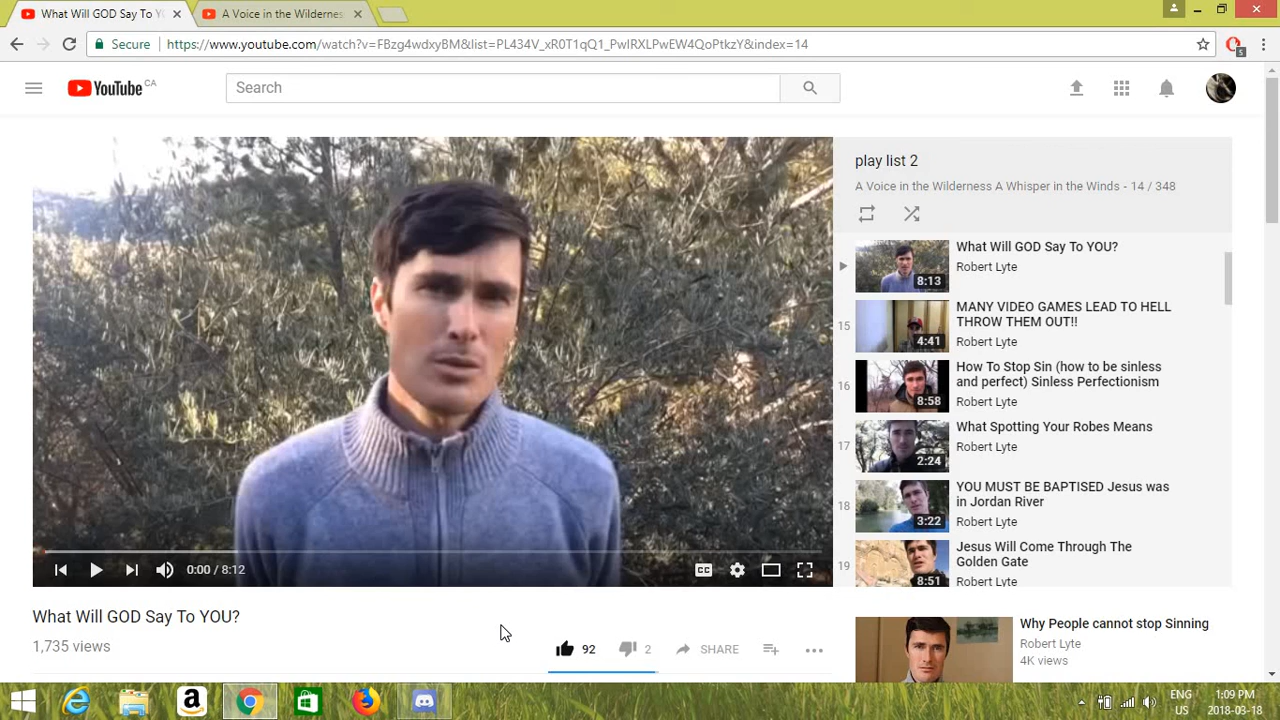 What Will GOD Say To YO
A Voice in the Wilderness
Secure
https://www.youtube.com/watch?v=FBzg4wdxyBM&list=PL434V_xR0T1qQ1_PwlRXLPwEW4QoPtkzY&index=14
5
YouTube CA
Search
play list 2
A Voice in the Wilderness A Whisper in the Winds - 14 / 348
What Will GOD Say To YOU?
Robert Lyte
8:13
15
MANY VIDEO GAMES LEAD TO HELL
THROW THEM OUT!!
Robert Lyte
4:41
16
How To Stop Sin (how to be sinless
and perfect) Sinless Perfectionism
Robert Lyte
8:58
17
What Spotting Your Robes Means
Robert Lyte
2:24
18
YOU MUST BE BAPTISED Jesus was
in Jordan River
Robert Lyte
3:22
19
Jesus Will Come Through The
Golden Gate
Robert Lyte
8:51
0:00 / 8:12
CC
What Will GOD Say To YOU?
1,735 views
92
2
SHARE
Why People cannot stop Sinning
Robert Lyte
4K views
ENG
US
1:09 PM
2018-03-18